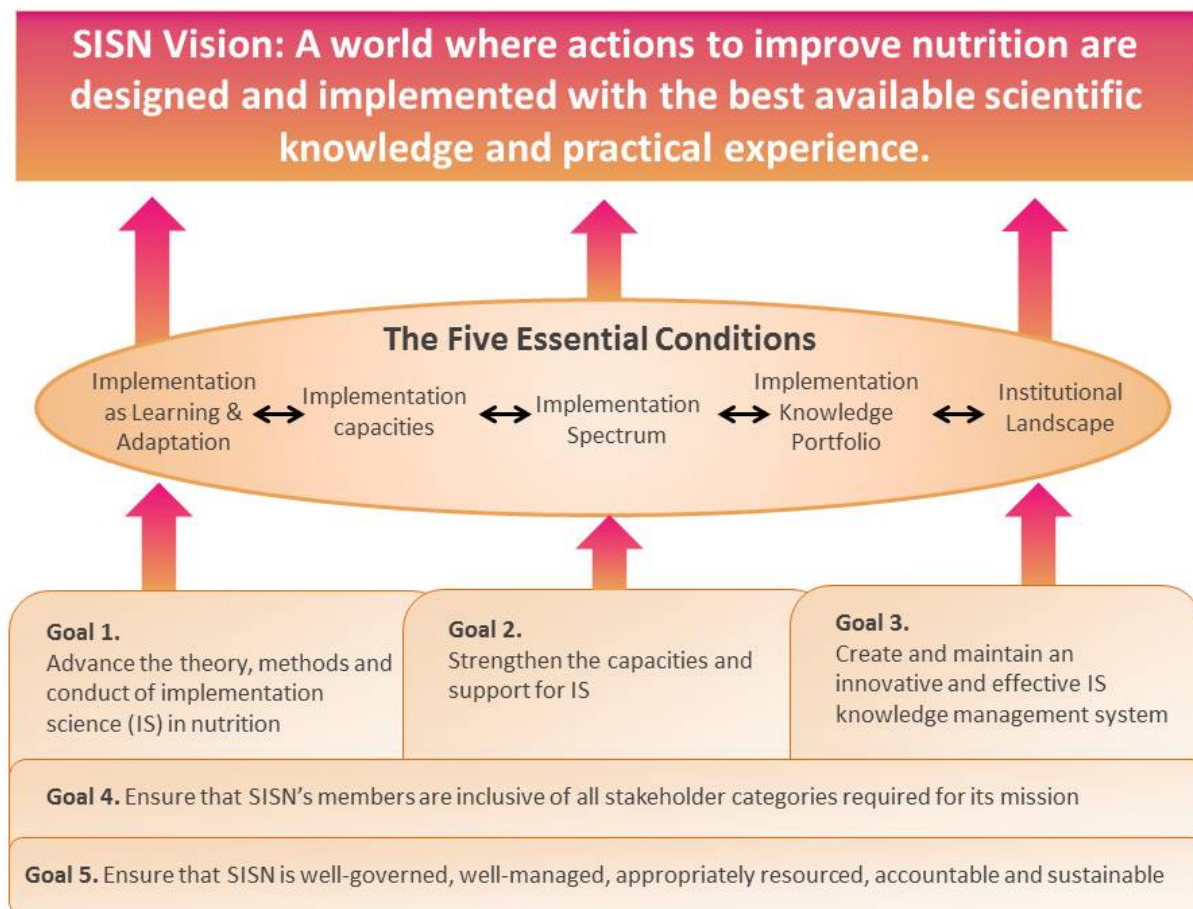 SISN Vision: A world where actions to improve nutrition are
designed and implemented with the best available scientific
knowledge and practical experience.
The Five Essential Conditions
Implementation
as Learning &
Adaptation
Implementation
capacities
Implementation
Spectrum
Implementation
Knowledge
Portfolio
Institutional
Landscape
Goal 1.
Advance the theory, methods and
conduct of implementation
science (IS) in nutrition
Goal 2.
Strengthen the capacities and
support for IS
Goal 3.
Create and maintain an
innovative and effective IS
knowledge management system
Goal 4. Ensure that SISN’s members are inclusive of all stakeholder categories required for its mission
Goal 5. Ensure that SISN is well-governed, well-managed, appropriately resourced, accountable and sustainable